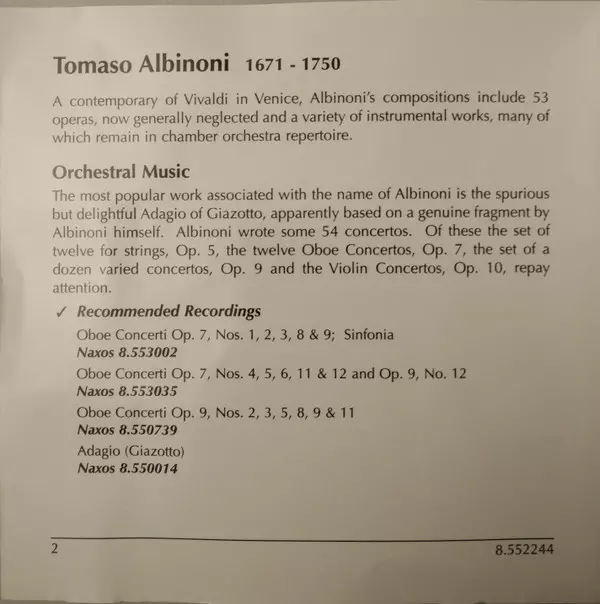 Tomaso Albinoni 1671 - 1750
A contemporary of Vivaldi in Venice, Albinoni's compositions include 53
operas, now generally neglected and a variety of instrumental works, many of
which remain in chamber orchestra repertoire.
Orchestral Music
The most popular work associated with the name of Albinoni is the spurious
but delightful Adagio of Giazotto, apparently based on a genuine fragment by
Albinoni himself. Albinoni wrote some 54 concertos. Of these the set of
twelve for strings, Op. 5, the twelve Oboe Concertos, Op. 7, the set of a
dozen varied concertos, Op. 9 and the Violin Concertos, Op. 10, repay
attention.
✓ Recommended Recordings
Oboe Concerti Op. 7, Nos. 1, 2, 3, 8 & 9; Sinfonia
Naxos 8.553002
Oboe Concerti Op. 7, Nos. 4, 5, 6, 11 & 12 and Op. 9, No. 12
Naxos 8.553035
Oboe Concerti Op. 9, Nos. 2, 3, 5, 8, 9 & 11
Naxos 8.550739
Adagio (Giazotto)
Naxos 8.550014
2 8.552244